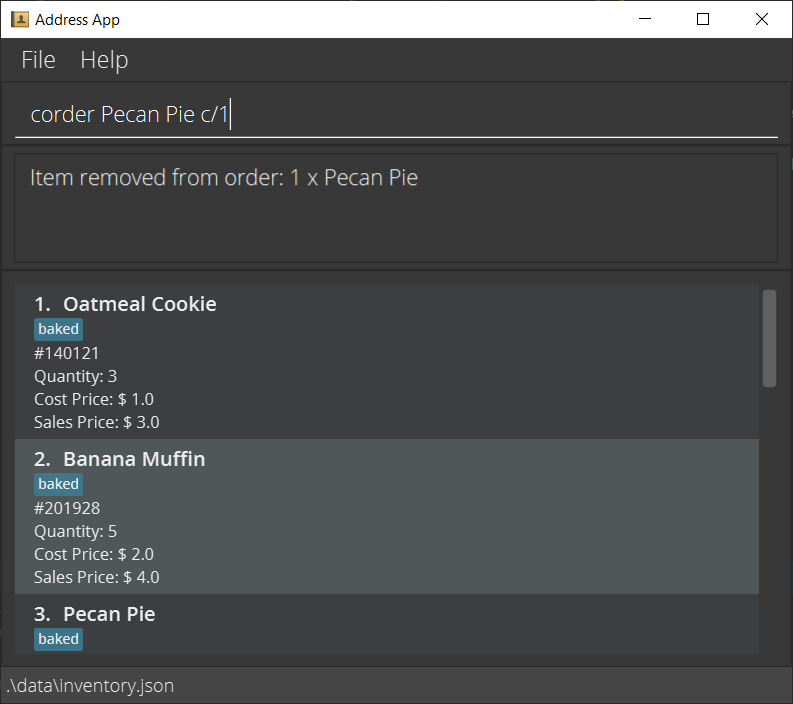 Address App
File Help
corder Pecan Pie c/1
Item removed from order: 1 x Pecan Pie
1. Oatmeal Cookie
baked
#140121
Quantity: 3
Cost Price: $ 1.0
Sales Price: $ 3.0
2. Banana Muffin
baked
#201928
Quantity: 5
Cost Price: $ 2.0
Sales Price: $ 4.0
3. Pecan Pie
baked
.\data\inventory.json